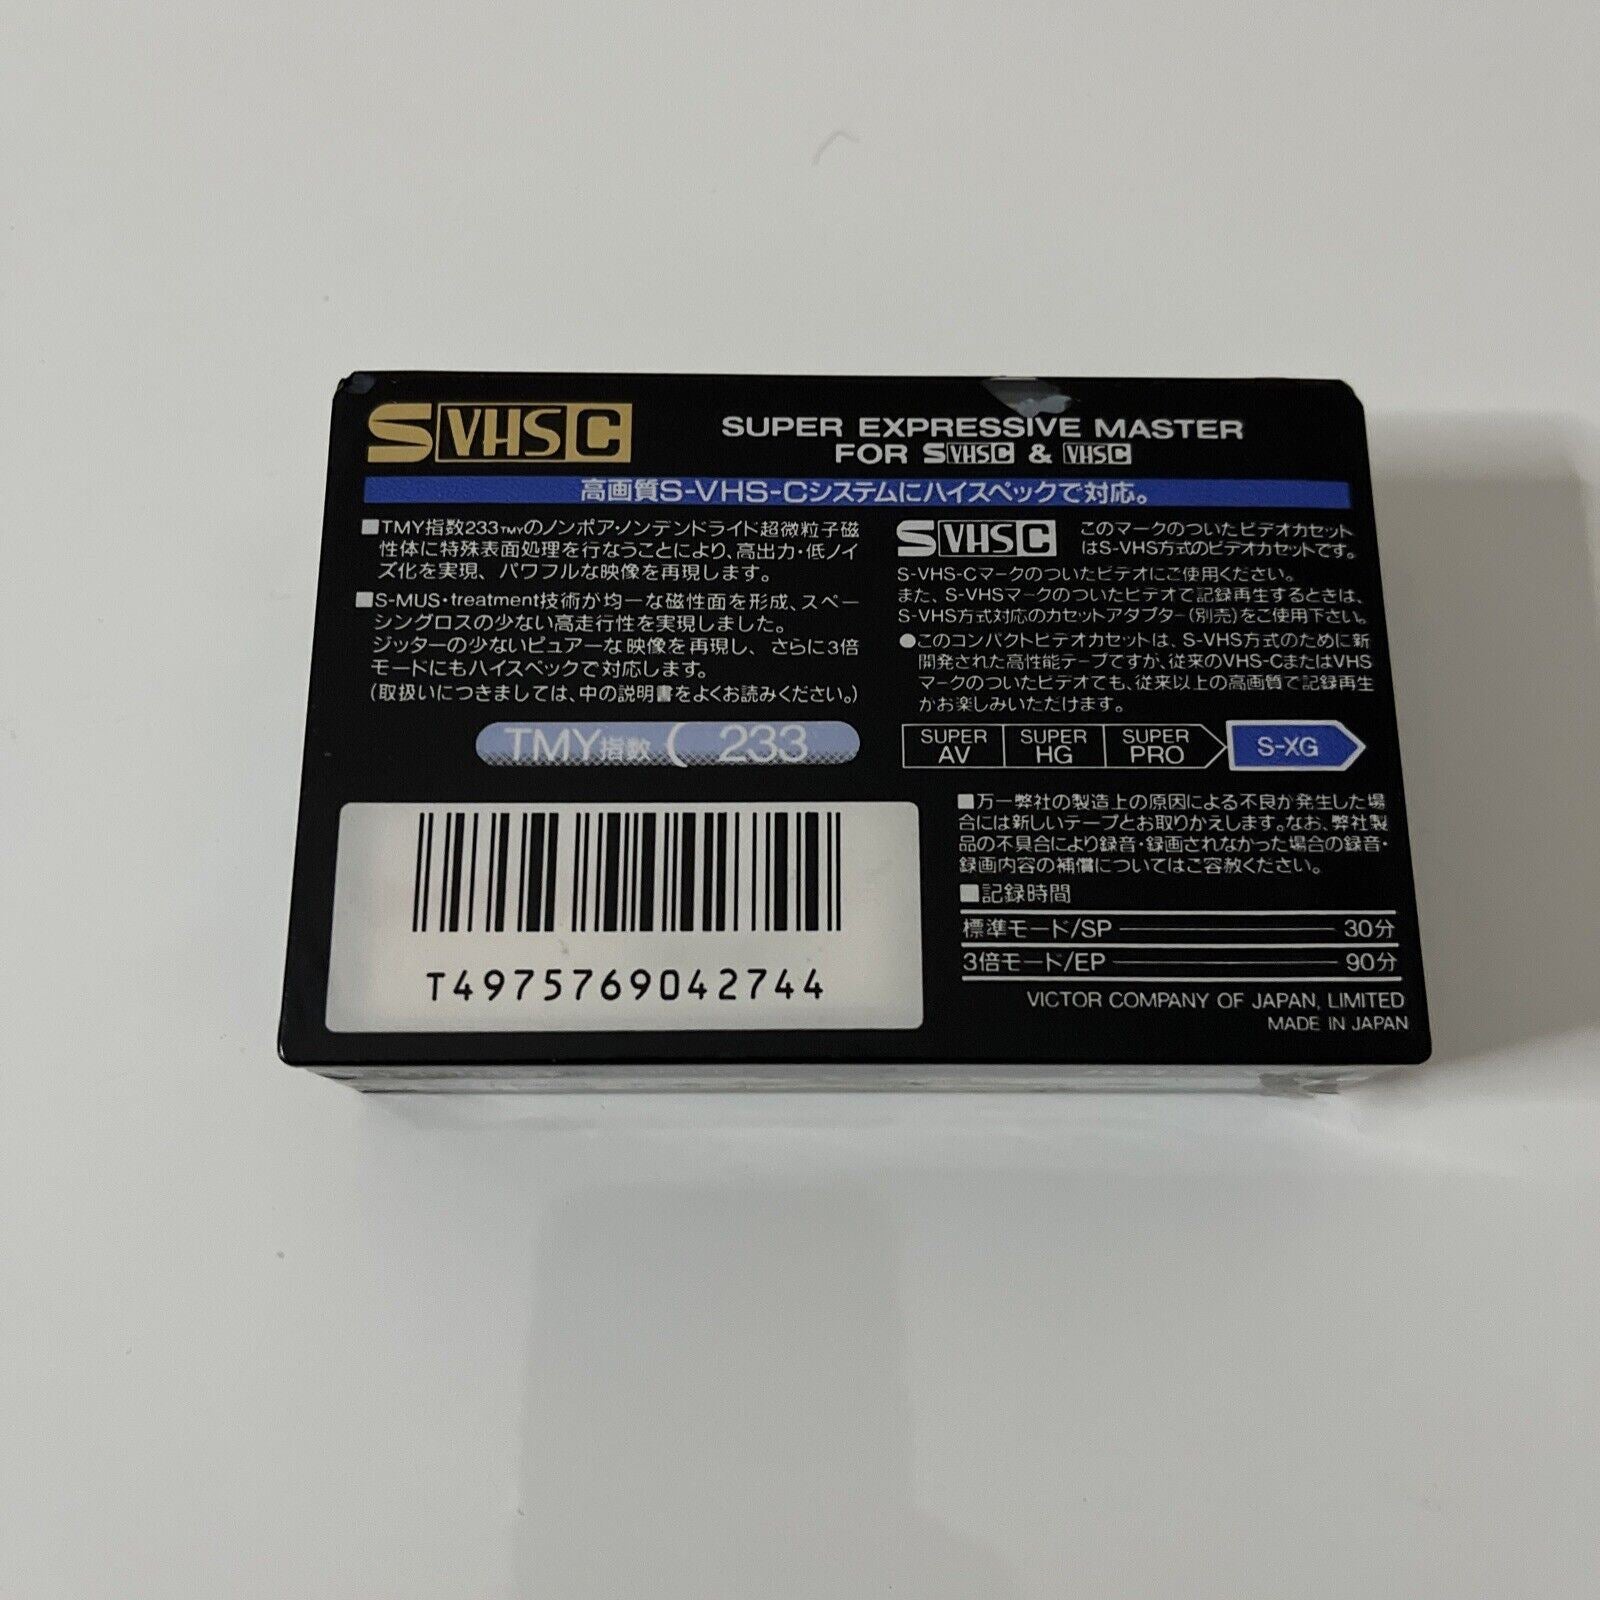 S VHS C
SUPER EXPRESSIVE MASTER
FOR S VHS C & VHS C
高画質S-VHS-Cシステムにハイスペックで対応。
■TMY指数233TMYのノンポア・ノンデンドライド超微粒子磁
性体に特殊表面処理を行なうことにより、高出力・低ノイ
ズ化を実現、パワフルな映像を再現します。
■S-MUS・treatment技術が均一な磁性面を形成、スペー
シングロスの少ない高走行性を実現しました。
ジッターの少ないピュアーな映像を再現し、さらに3倍
モードにもハイスペックで対応します。
(取扱いにつきましては、中の説明書をよくお読みください。)
TMY指数 233
T4975769042744
S VHS C
このマークのついたビデオカセット
はS-VHS方式のビデオカセットです。
S-VHS-Cマークのついたビデオにご使用ください。
また、S-VHSマークのついたビデオで記録再生するときは、
S-VHS方式対応のカセットアダプター(別売)をご使用下さい。
●このコンパクトビデオカセットは、S-VHS方式のために新
開発された高性能テープですが、従来のVHS-CまたはVHS
マークのついたビデオでも、従来以上の高画質で記録再生
がお楽しみいただけます。
SUPER AV
SUPER HG
SUPER PRO
S-XG
■万一弊社の製造上の原因による不良が発生した場
合には新しいテープとお取りかえします。なお、弊社製
品の不具合により録音・録画されなかった場合の録音・
録画内容の補償についてはご容赦ください。
■記録時間
標準モード/SP 30分
3倍モード/EP 90分
VICTOR COMPANY OF JAPAN, LIMITED
MADE IN JAPAN